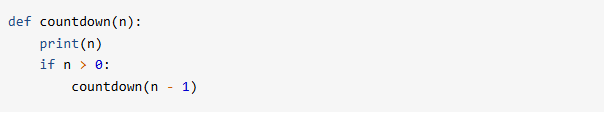 def countdown(n):
    print(n)
    if n > 0:
        countdown(n - 1)